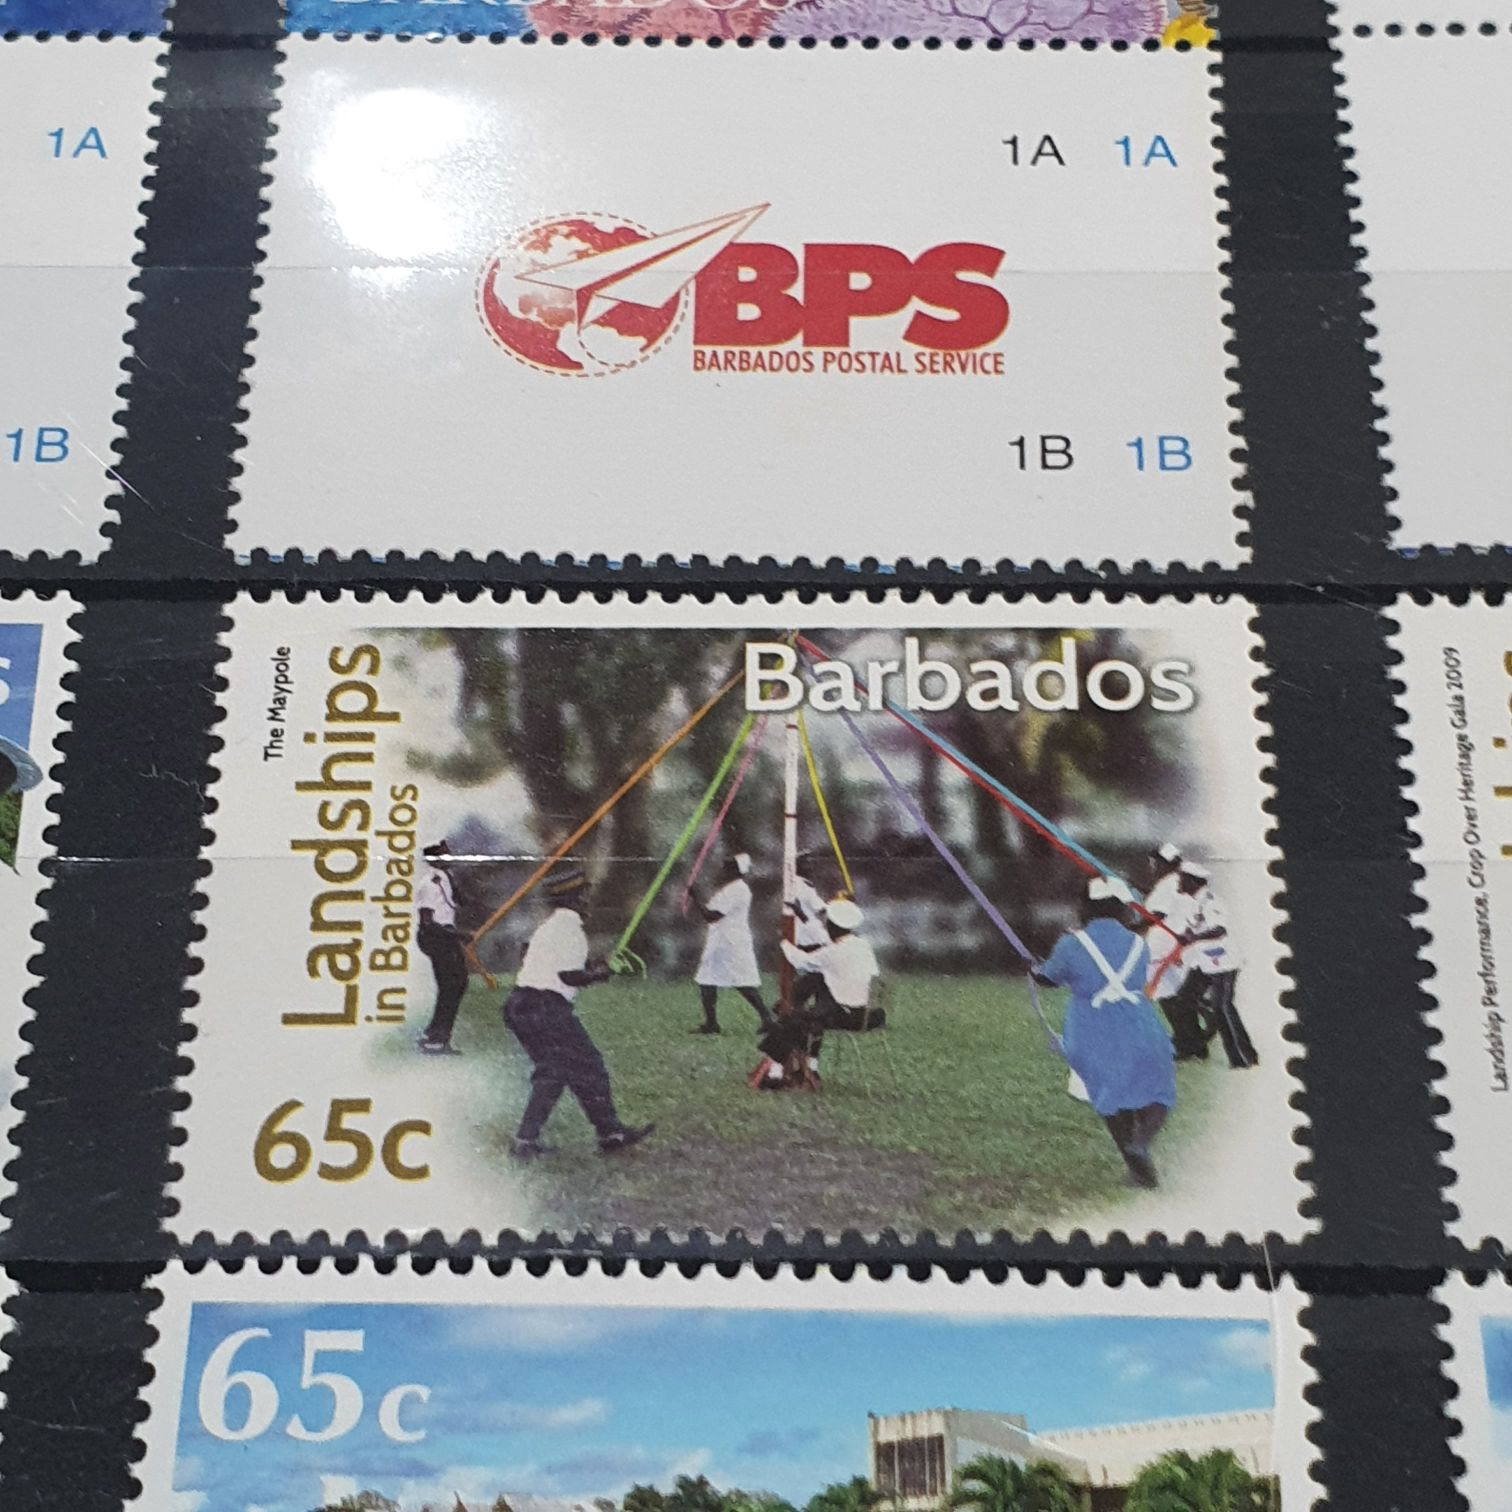 1A
1B
1A 1A
BPS
BARBADOS POSTAL SERVICE
1B 1B
The Maypole
Landships
in Barbados
Barbados
65c
Landship Performance, Crop Over Heritage Gala 2009
65c